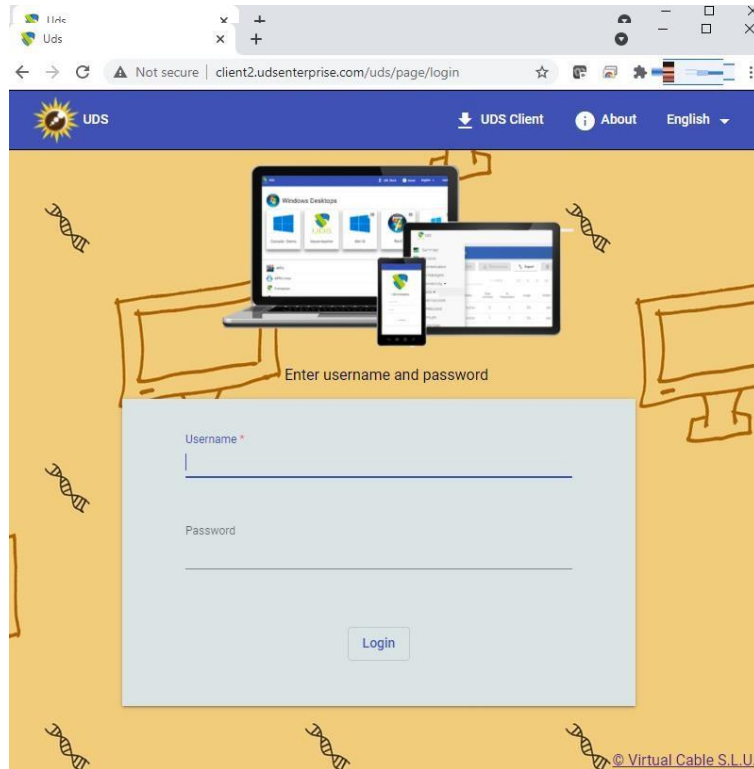 Uds
Uds
Not secure | client2.udsenterprise.com/uds/page/login
UDS
UDS Client
About
English
Windows Desktops
Enter username and password
Username *
Password
Login
© Virtual Cable S.L.U.